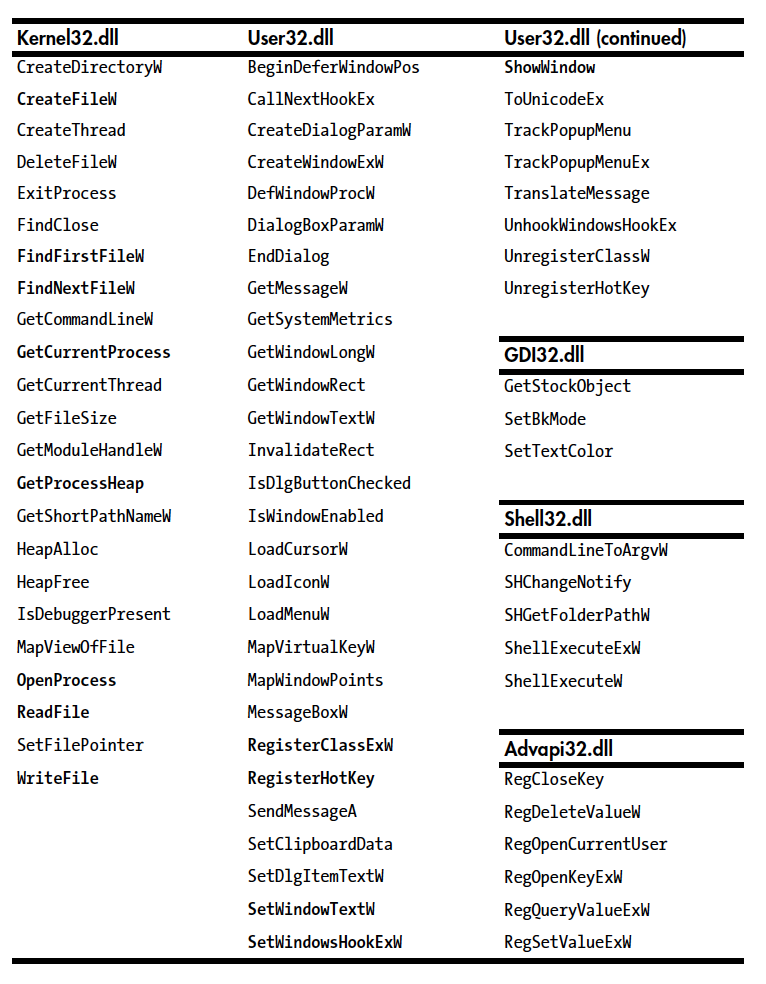 Kernel32.dll
CreateDirectoryW
CreateFileW
CreateThread
DeleteFileW
ExitProcess
FindClose
FindFirstFileW
FindNextFileW
GetCommandLineW
GetCurrentProcess
GetCurrentThread
GetFileSize
GetModuleHandleW
GetProcessHeap
GetShortPathNameW
HeapAlloc
HeapFree
IsDebuggerPresent
MapViewOfFile
OpenProcess
ReadFile
SetFilePointer
WriteFile
User32.dll
BeginDeferWindowPos
CallNextHookEx
CreateDialogParamW
CreateWindowExW
DefWindowProcW
DialogBoxParamW
EndDialog
GetMessageW
GetSystemMetrics
GetWindowLongW
GetWindowRect
GetWindowTextW
InvalidateRect
IsDlgButtonChecked
IsWindowEnabled
LoadCursorW
LoadIconW
LoadMenuW
MapVirtualKeyW
MapWindowPoints
MessageBoxW
RegisterClassExW
RegisterHotKey
SendMessageA
SetClipboardData
SetDlgItemTextW
SetWindowTextW
SetWindowsHookExW
User32.dll (continued)
ShowWindow
ToUnicodeEx
TrackPopupMenu
TrackPopupMenuEx
TranslateMessage
UnhookWindowsHookEx
UnregisterClassW
UnregisterHotKey
GDI32.dll
GetStockObject
SetBkMode
SetTextColor
Shell32.dll
CommandLineToArgvW
SHChangeNotify
SHGetFolderPathW
ShellExecuteExW
ShellExecuteW
Advapi32.dll
RegCloseKey
RegDeleteValueW
RegOpenCurrentUser
RegOpenKeyExW
RegQueryValueExW
RegSetValueExW